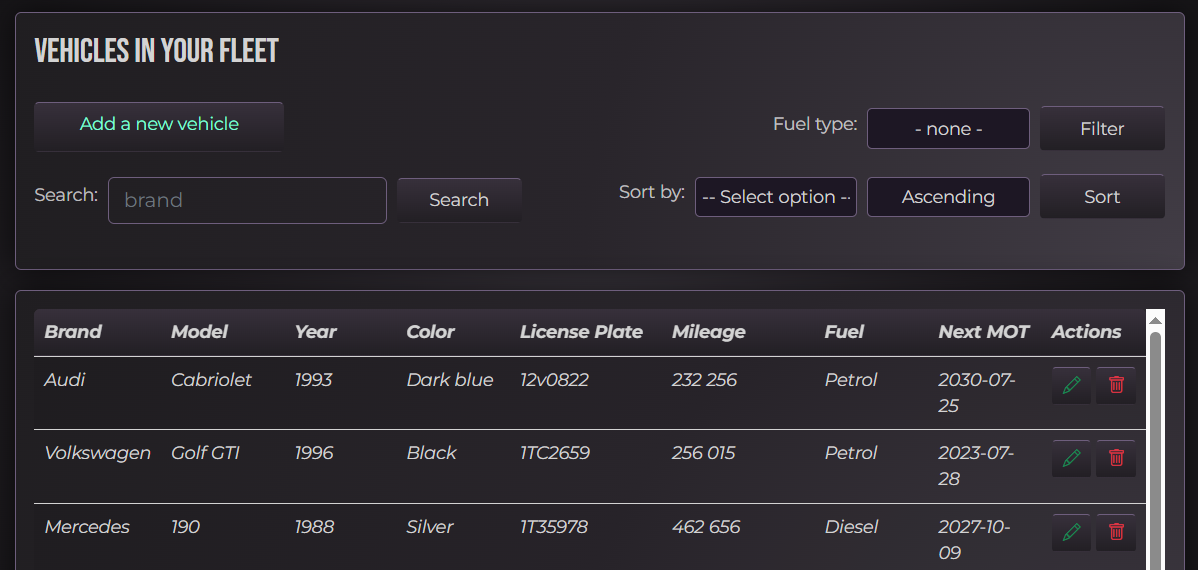 VEHICLES IN YOUR FLEET
Add a new vehicle
Fuel type: - none - Filter
Search: brand Search Sort by: -- Select option -- Ascending Sort
Brand Model Year Color License Plate Mileage Fuel Next MOT Actions
Audi Cabriolet 1993 Dark blue 12v0822 232 256 Petrol 2030-07-
25
Volkswagen Golf GTI 1996 Black 1TC2659 256 015 Petrol 2023-07-
28
Mercedes 190 1988 Silver 1T35978 462 656 Diesel 2027-10-
09